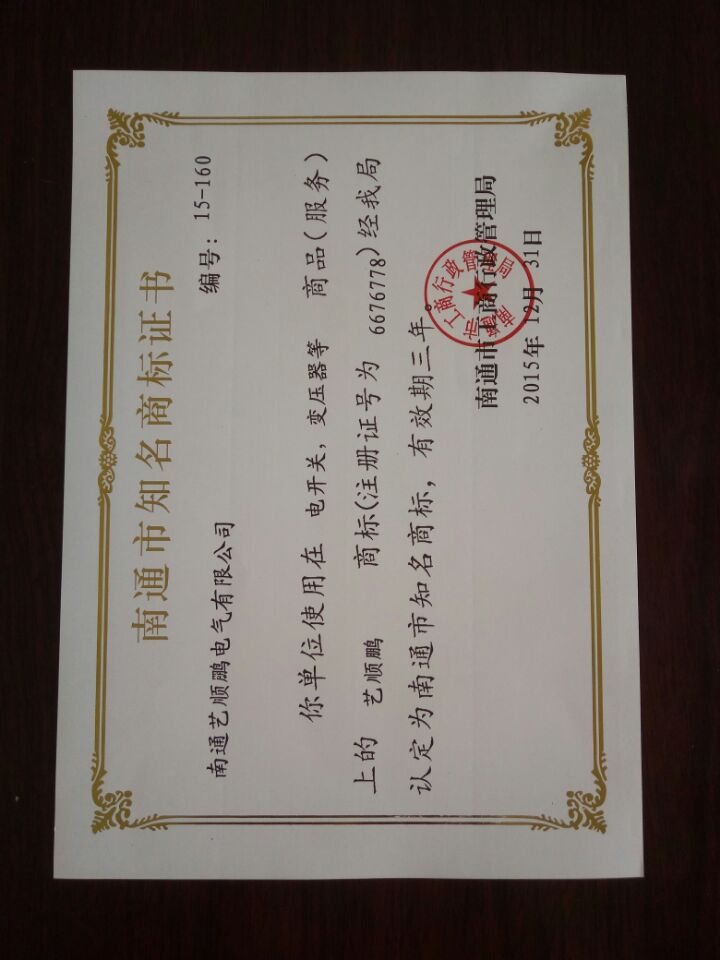 南通市知名商标证书
编号：15-160
南通艺顺鹏电气有限公司
你单位使用在 电开关，变压器等 商品（服务）
上的 艺顺鹏 商标（注册证号为 6676778）经我局
认定为南通市知名商标，有效期三年。
南通市工商行政管理局
2015年 12月 31日